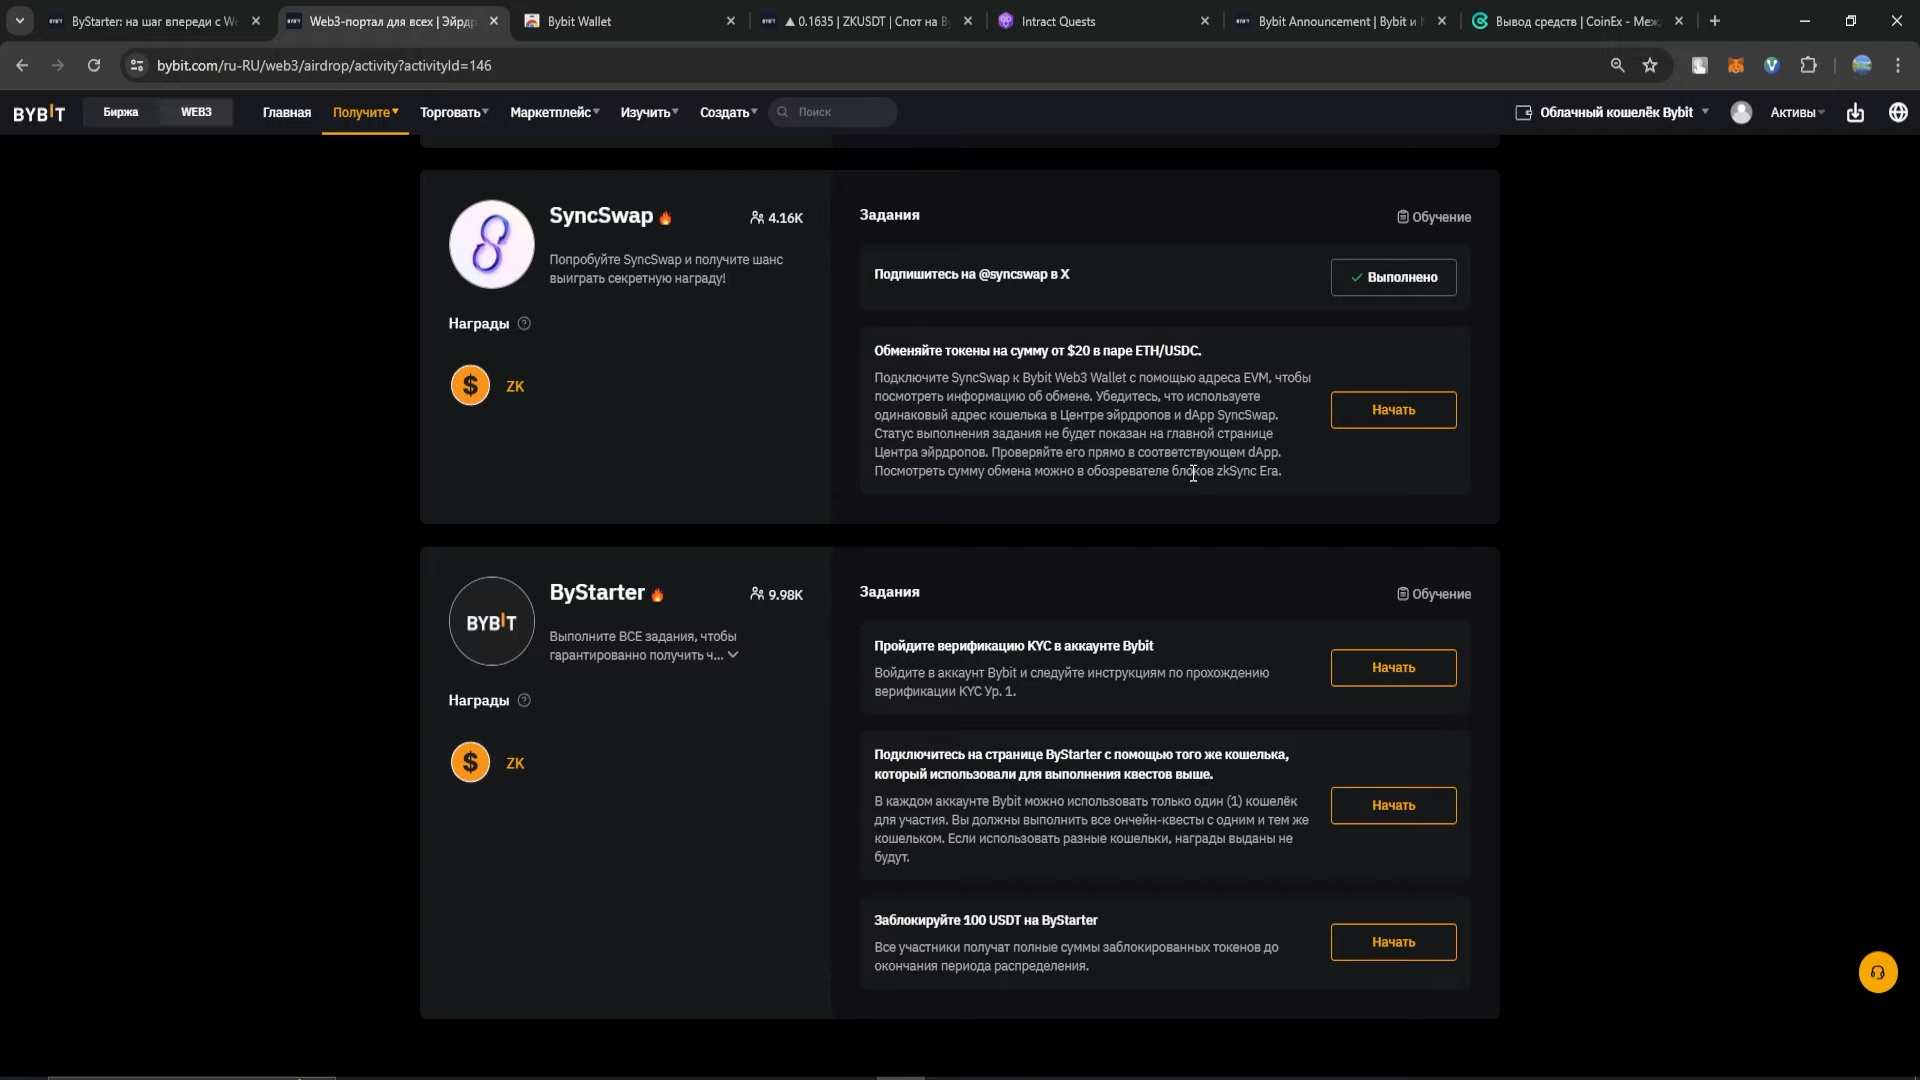 ByStarter: на шаг впереди с We
Web3-портал для всех | Эйрдр
Bybit Wallet
▲ 0.1635 | ZKUSDT | Спот на By
Intract Quests
Bybit Announcement | Bybit и
Вывод средств | CoinEx - Меж
bybit.com/ru-RU/web3/airdrop/activity?activityId=146
BYBIT
Биржа
WEB3
Главная
Получите
Торговать
Маркетплейс
Изучить
Создать
Поиск
Облачный кошелёк Bybit
Активы
SyncSwap
4.16K
Попробуйте SyncSwap и получите шанс
выиграть секретную награду!
Награды
$
ZK
Задания
Обучение
Подпишитесь на @syncswap в X
Выполнено
Обменяйте токены на сумму от $20 в паре ETH/USDC.
Подключите SyncSwap к Bybit Web3 Wallet с помощью адреса EVM, чтобы
посмотреть информацию об обмене. Убедитесь, что используете
одинаковый адрес кошелька в Центре эйрдропов и dApp SyncSwap.
Статус выполнения задания не будет показан на главной странице
Центра эйрдропов. Проверяйте его прямо в соответствующем dApp.
Посмотреть сумму обмена можно в обозревателе блоков zkSync Era.
Начать
BYBIT
ByStarter
9.98K
Выполните ВСЕ задания, чтобы
гарантированно получить ч...
Награды
$
ZK
Задания
Обучение
Пройдите верификацию KYC в аккаунте Bybit
Войдите в аккаунт Bybit и следуйте инструкциям по прохождению
верификации KYC Ур. 1.
Начать
Подключитесь на странице ByStarter с помощью того же кошелька,
который использовали для выполнения квестов выше.
В каждом аккаунте Bybit можно использовать только один (1) кошелёк
для участия. Вы должны выполнить все ончейн-квесты с одним и тем же
кошельком. Если использовать разные кошельки, награды выданы не
будут.
Начать
Заблокируйте 100 USDT на ByStarter
Все участники получат полные суммы заблокированных токенов до
окончания периода распределения.
Начать